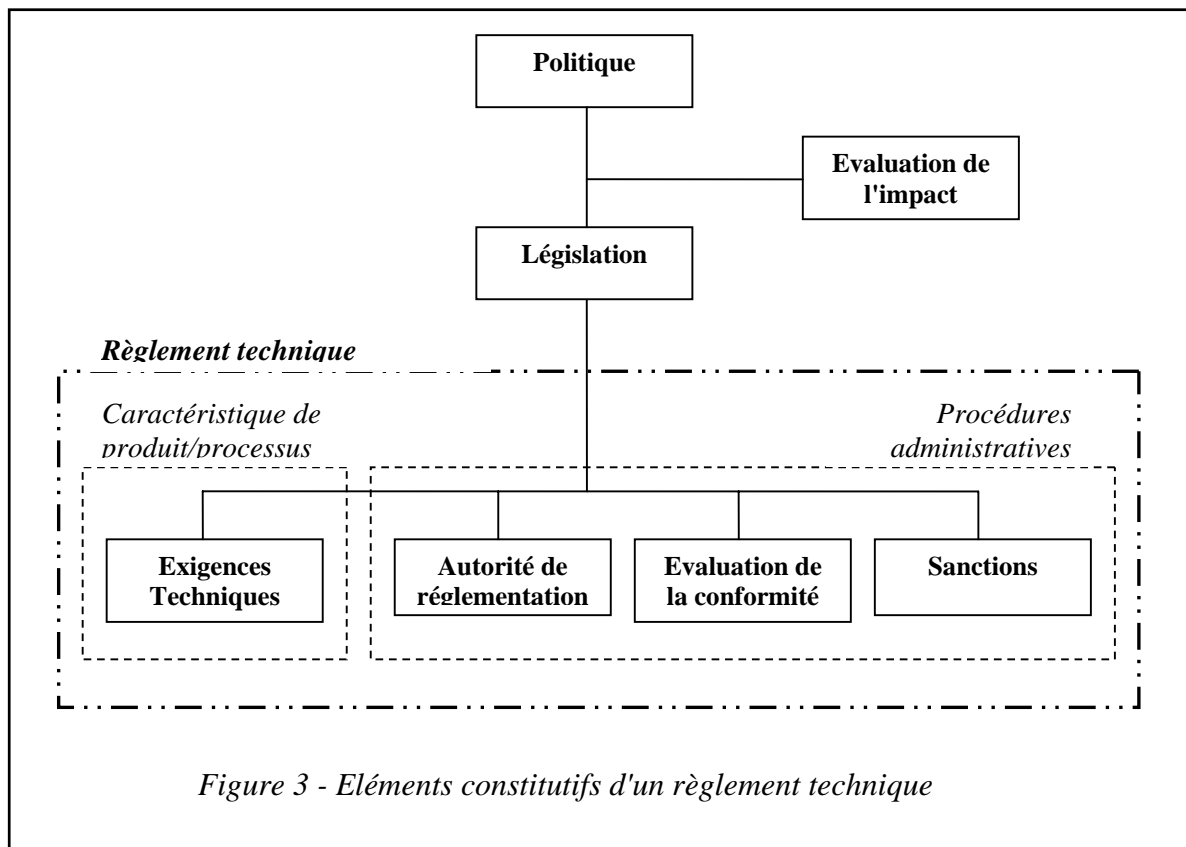 Politique
Evaluation de
l'impact
Législation
Règlement technique
Caractéristique de
produit/processus
Procédures
administratives
Exigences
Techniques
Autorité de
réglementation
Evaluation de
la conformité
Sanctions
Figure 3 - Eléments constitutifs d'un règlement technique